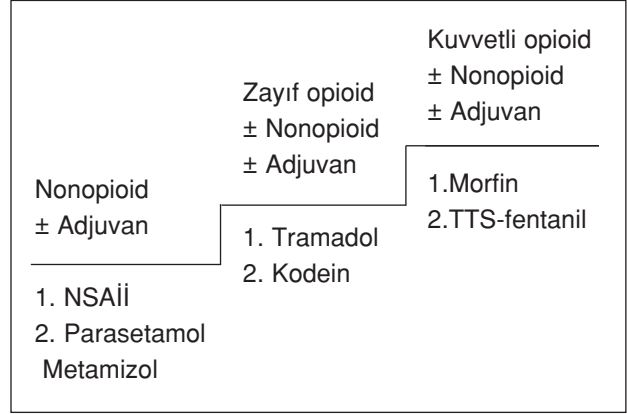 Nonopioid
± Adjuvan
1. NSAİİ
2. Parasetamol
Metamizol
Zayıf opioid
± Nonopioid
± Adjuvan
1. Tramadol
2. Kodein
Kuvvetli opioid
± Nonopioid
± Adjuvan
1.Morfin
2.TTS-fentanil